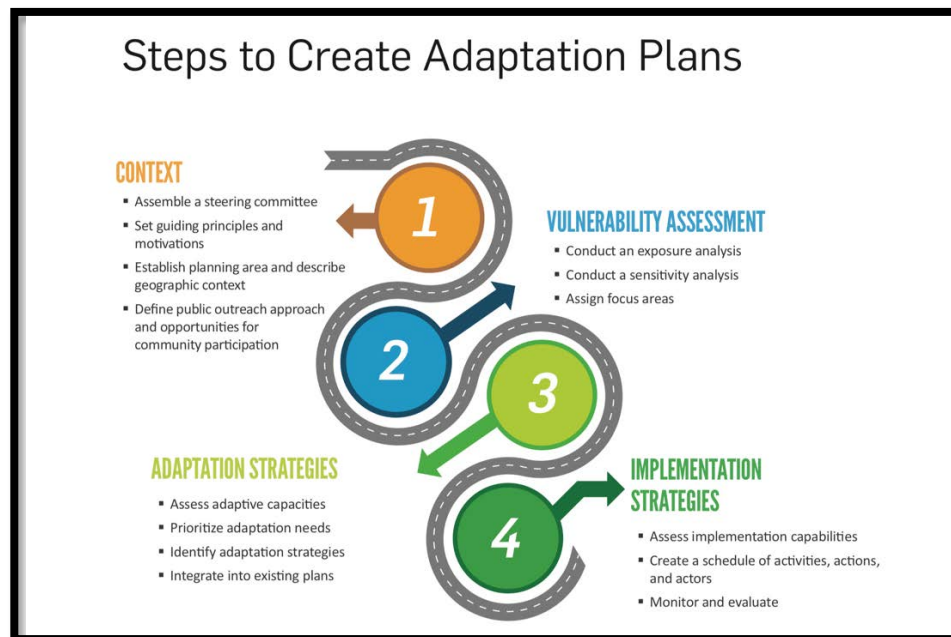 Steps to Create Adaptation Plans
CONTEXT
▪ Assemble a steering committee
▪ Set guiding principles and
motivations
▪ Establish planning area and describe
geographic context
▪ Define public outreach approach
and opportunities for
community participation
1
VULNERABILITY ASSESSMENT
▪ Conduct an exposure analysis
▪ Conduct a sensitivity analysis
▪ Assign focus areas
2
3
ADAPTATION STRATEGIES
▪ Assess adaptive capacities
▪ Prioritize adaptation needs
▪ Identify adaptation strategies
▪ Integrate into existing plans
4
IMPLEMENTATION
STRATEGIES
▪ Assess implementation capabilities
▪ Create a schedule of activities, actions,
and actors
▪ Monitor and evaluate